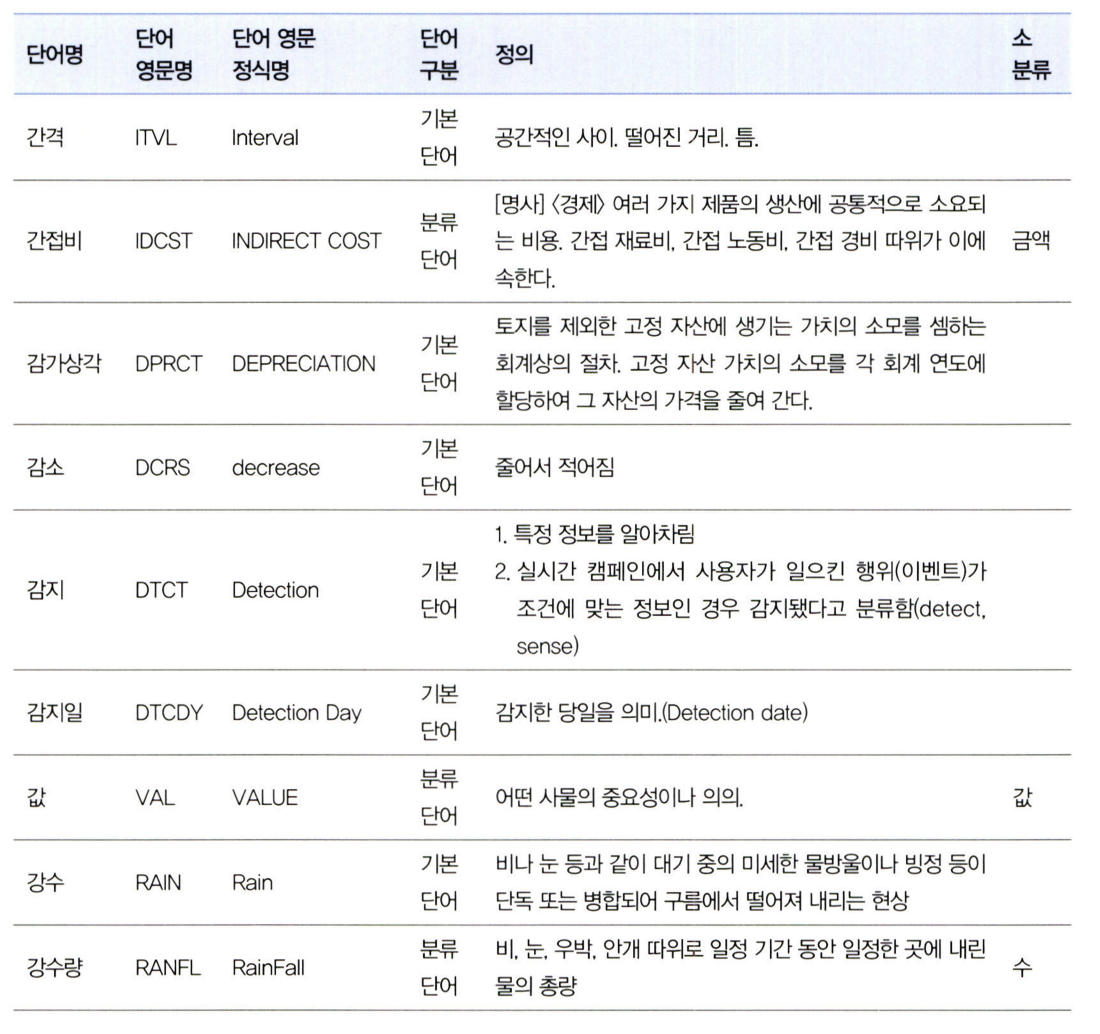 단어명 단어 영문명 단어 영문 정식명 단어 구분 정의 소 분류
간격 ITVL Interval 기본 단어 공간적인 사이. 떨어진 거리. 틈.
간접비 IDCST INDIRECT COST 분류 단어 [명사] 〈경제〉 여러 가지 제품의 생산에 공통적으로 소요되
는 비용. 간접 재료비, 간접 노동비, 간접 경비 따위가 이에 금액
속한다.
감가상각 DPRCT DEPRECIATION 기본 단어 토지를 제외한 고정 자산에 생기는 가치의 소모를 셈하는
회계상의 절차. 고정 자산 가치의 소모를 각 회계 연도에
할당하여 그 자산의 가격을 줄여 간다.
감소 DCRS decrease 기본 단어 줄어서 적어짐
감지 DTCT Detection 기본 단어 1. 특정 정보를 알아차림
2. 실시간 캠페인에서 사용자가 일으킨 행위(이벤트)가
조건에 맞는 정보인 경우 감지됐다고 분류함(detect,
sense)
감지일 DTCDY Detection Day 기본 단어 감지한 당일을 의미.(Detection date)
값 VAL VALUE 분류 단어 어떤 사물의 중요성이나 의의. 값
강수 RAIN Rain 기본 단어 비나 눈 등과 같이 대기 중의 미세한 물방울이나 빙정 등이
단독 또는 병합되어 구름에서 떨어져 내리는 현상
강수량 RANFL RainFall 분류 단어 비, 눈, 우박, 안개 따위로 일정 기간 동안 일정한 곳에 내린
물의 총량 수